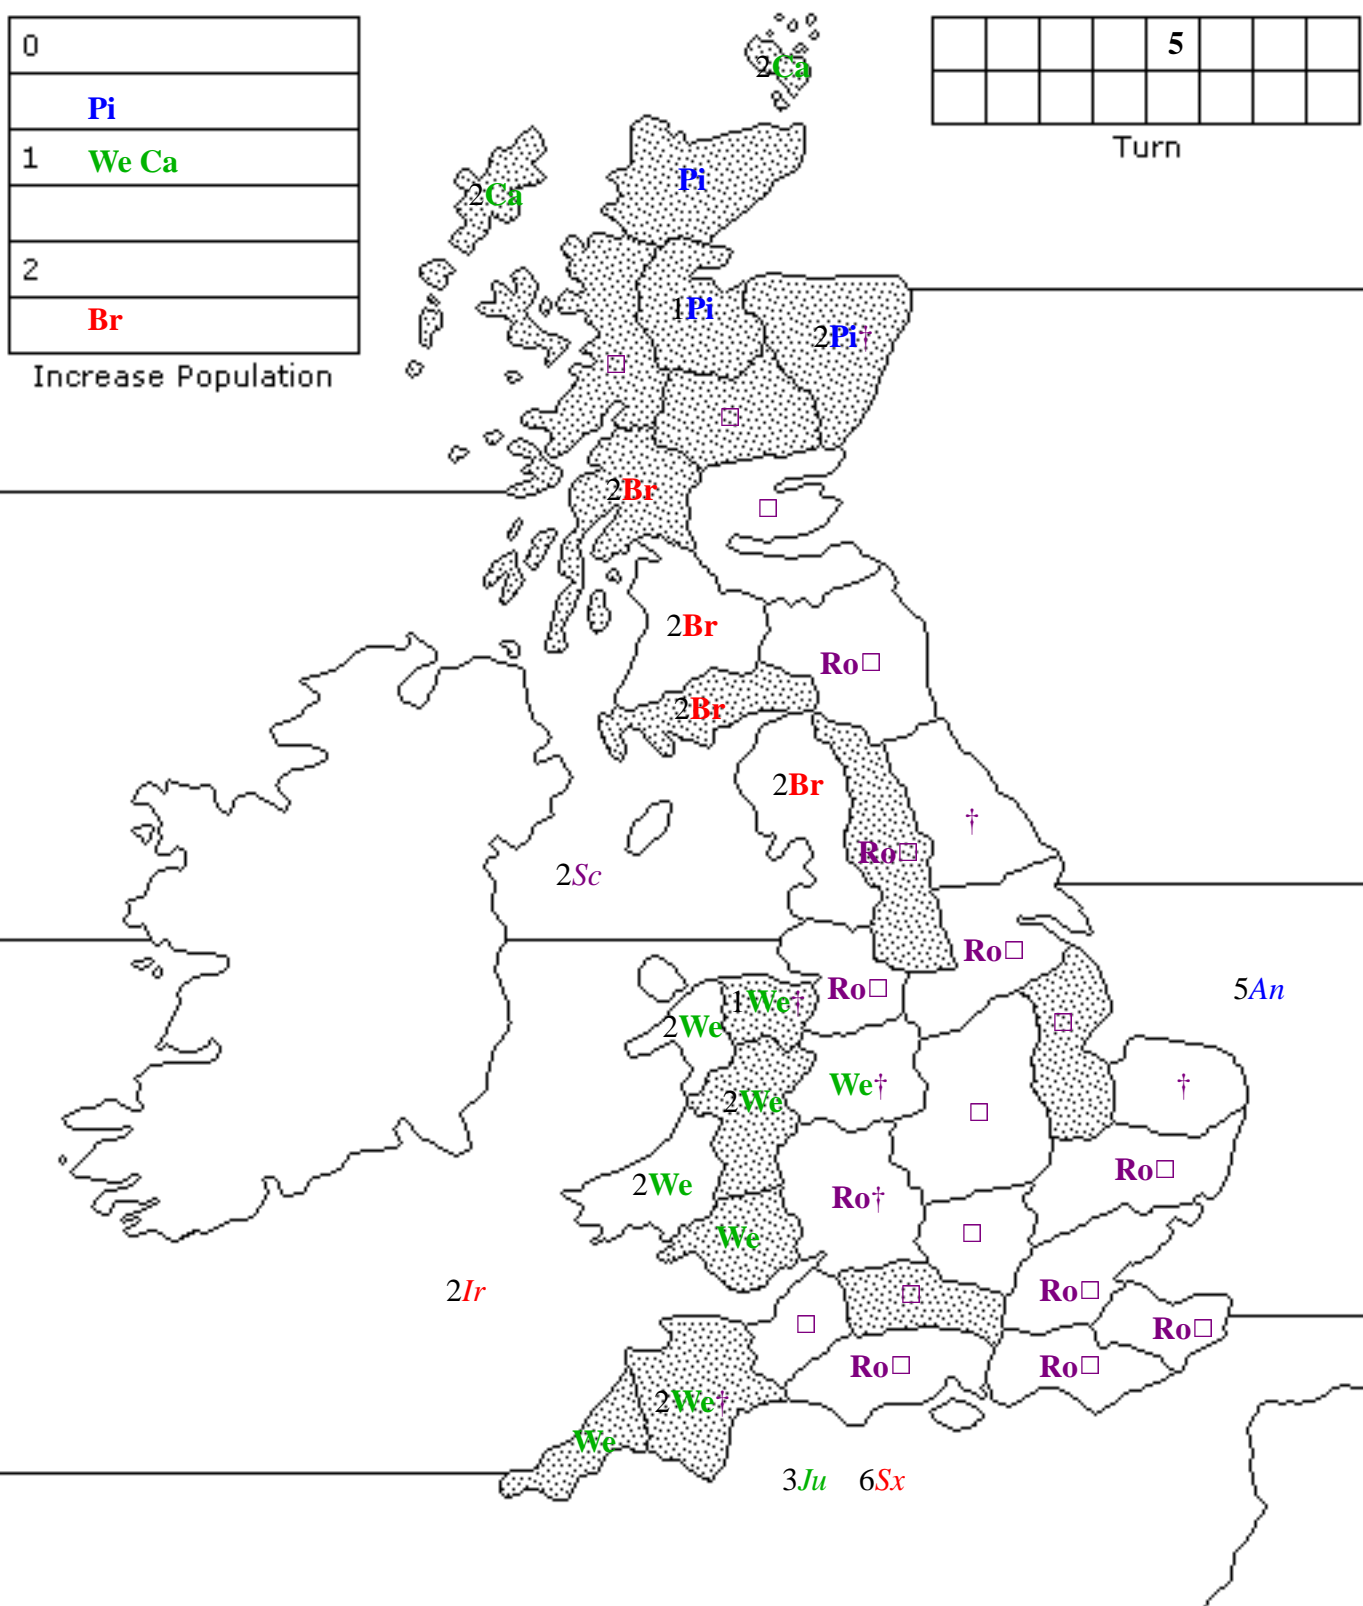 0
Pi
1 We Ca
2
Br
Increase Population
5
Turn
2Ca
2Ca
Pi
1Pi
2Pi†
□
□
2Br
□
2Br
Ro□
2Br
2Br
†
Ro□
2Sc
Ro□
5An
Ro□
1We†
2We
□
We†
†
2We
□
Ro□
2We
Ro†
We
□
2Ir
Ro□
□
□
Ro□
Ro□
Ro□
2We†
We
3Ju 6Sx